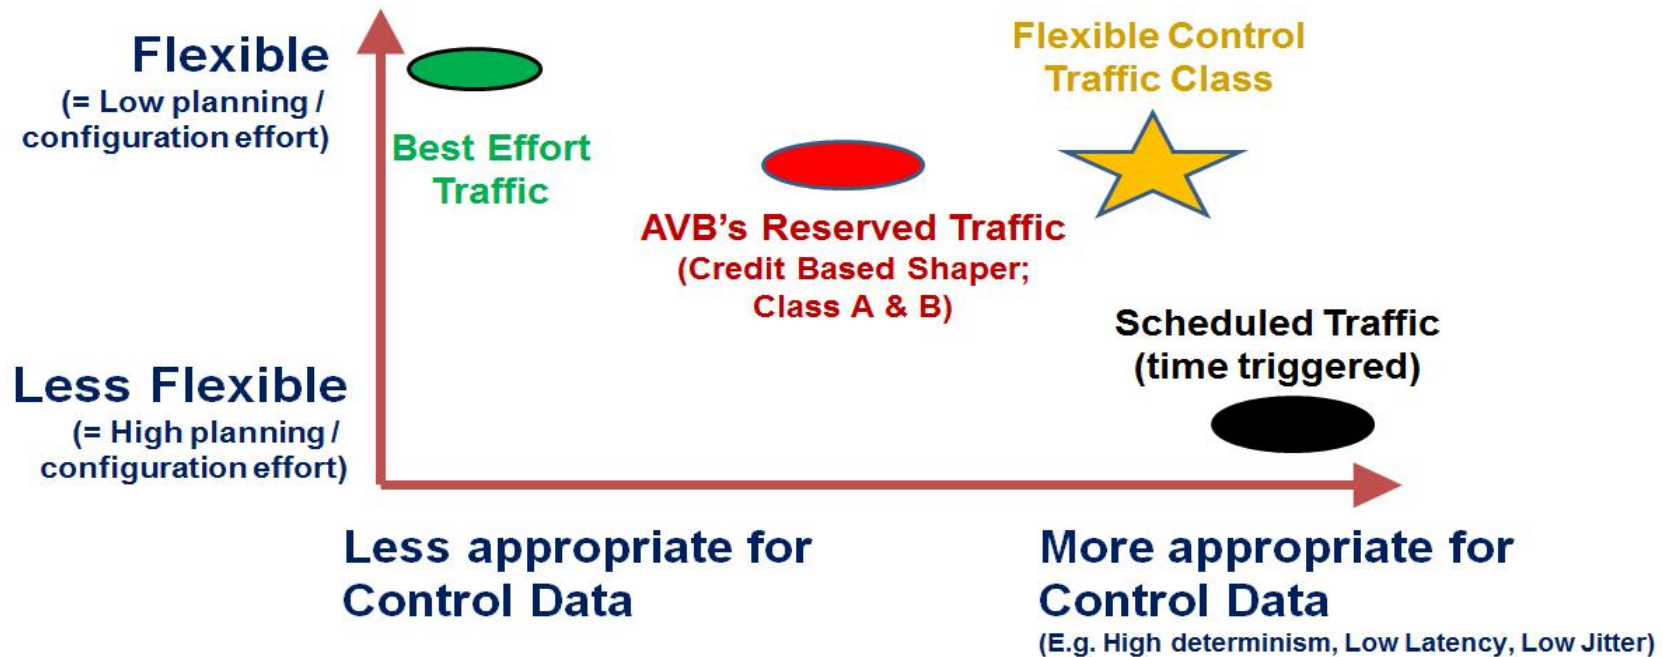 Flexible
(= Low planning /
configuration effort)
Best Effort
Traffic
AVB's Reserved Traffic
(Credit Based Shaper;
Class A & B)
Flexible Control
Traffic Class
Scheduled Traffic
(time triggered)
Less Flexible
(= High planning /
configuration effort)
Less appropriate for
Control Data
More appropriate for
Control Data
(E.g. High determinism, Low Latency, Low Jitter)